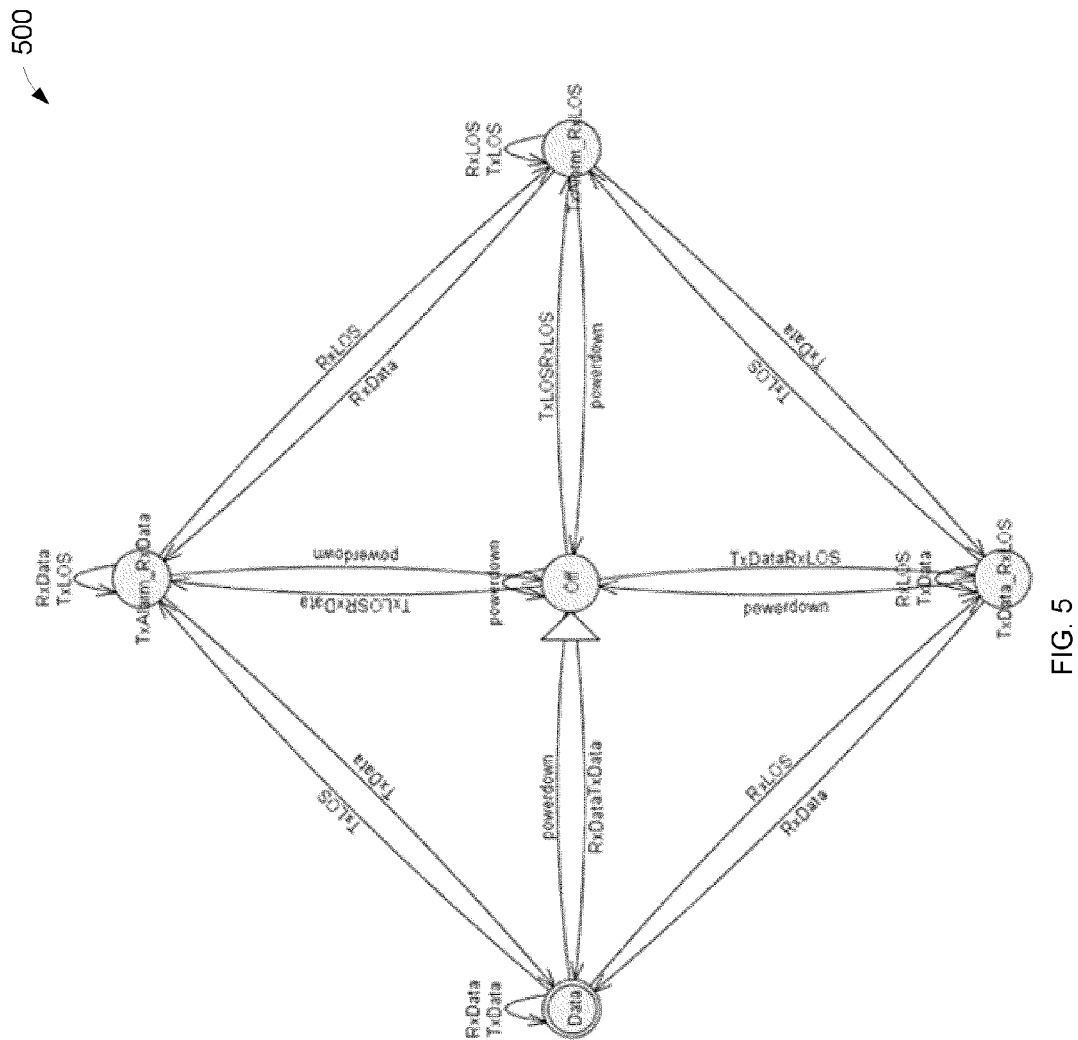 500
RxLOS
TxLOS
RxLOS
RxData
TxLOSRxLOS
powerdown
TxData
TxLOS
RxData
TxLOS
TxAlarm_RxData
powerdown
TxLOSRxData
powerdown
Off
TxDataRxLOS
powerdown
RxLOS
TxData
TxData_RxLOS
TxData
TxLOS
powerdown
RxDataTxData
RxLOS
RxData
RxData
TxData
Data
FIG. 5